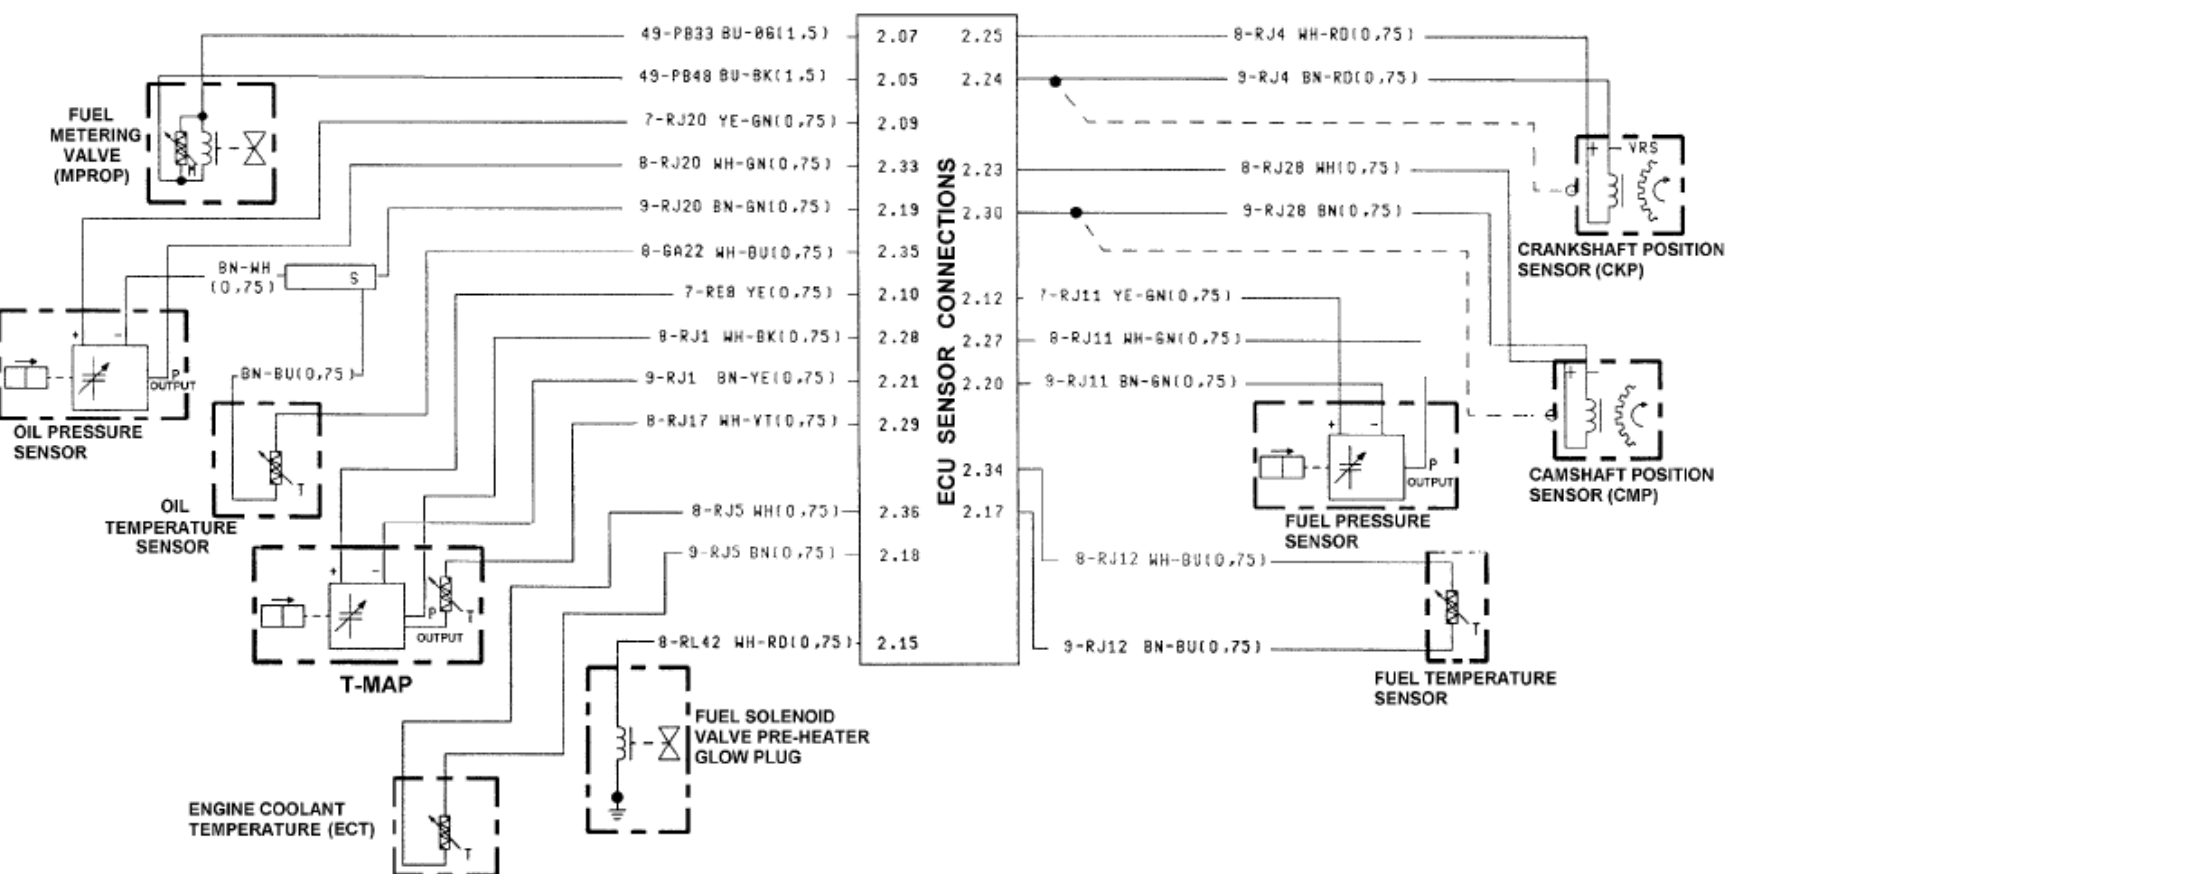 49-PB33 BU-OG(1,5) 2.07
49-PB48 BU-BK(1,5) 2.05
7-RJ20 YE-GN(0,75) 2.09
8-RJ20 WH-GN(0,75) 2.33
9-RJ20 BN-GN(0,75) 2.19
8-GA22 WH-BU(0,75) 2.35
7-RE8 YE(0,75) 2.10
8-RJ1 WH-BK(0,75) 2.28
9-RJ1 BN-YE(0,75) 2.21
8-RJ17 WH-VT(0,75) 2.29
8-RJ5 WH(0,75) 2.36
9-RJ5 BN(0,75) 2.18
8-RL42 WH-RD(0,75) 2.15
ECU SENSOR CONNECTIONS
2.25 8-RJ4 WH-RD(0,75)
2.24 9-RJ4 BN-RD(0,75)
2.23 8-RJ28 WH(0,75)
2.30 9-RJ28 BN(0,75)
2.12 7-RJ11 YE-GN(0,75)
2.27 8-RJ11 WH-GN(0,75)
2.20 9-RJ11 BN-GN(0,75)
2.34
2.17
8-RJ12 WH-BU(0,75)
9-RJ12 BN-BU(0,75)
FUEL
METERING
VALVE
(MPROP)
M
BN-WH
(0,75)
S
BN-BU(0,75)
+ −
P
OUTPUT
OIL PRESSURE
SENSOR
T
OIL
TEMPERATURE
SENSOR
+ −
P
T
OUTPUT
T-MAP
FUEL SOLENOID
VALVE PRE-HEATER
GLOW PLUG
ENGINE COOLANT
TEMPERATURE (ECT)
T
+ − VRS
CRANKSHAFT POSITION
SENSOR (CKP)
+ −
CAMSHAFT POSITION
SENSOR (CMP)
+ −
P
OUTPUT
FUEL PRESSURE
SENSOR
T
FUEL TEMPERATURE
SENSOR